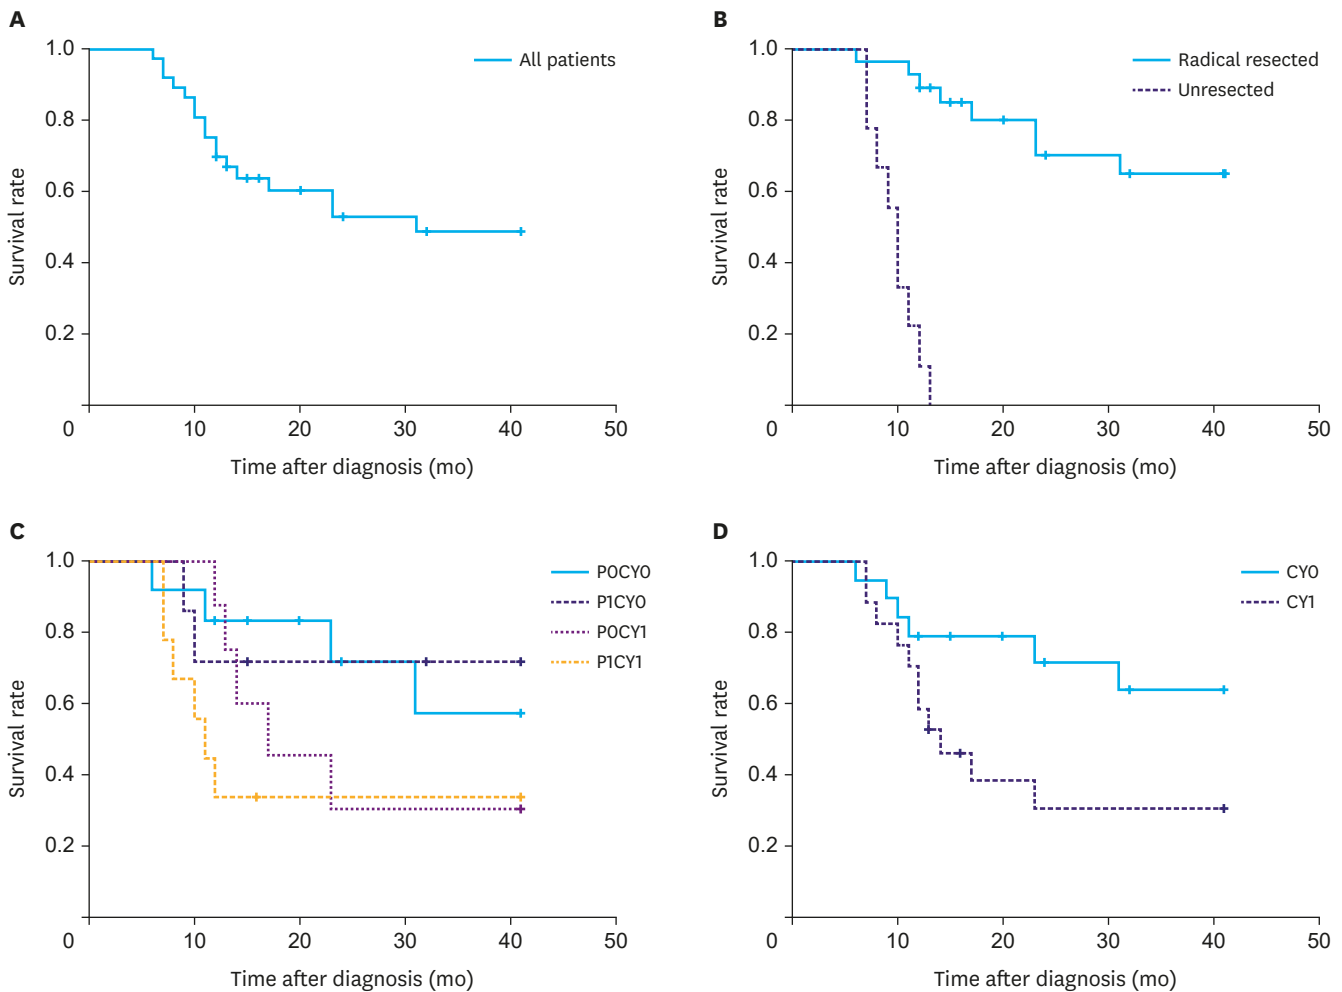 A
All patients
1.0
0.8
0.6
0.4
0.2
Survival rate
0 10 20 30 40 50
Time after diagnosis (mo)
B
Radical resected
Unresected
1.0
0.8
0.6
0.4
0.2
Survival rate
0 10 20 30 40 50
Time after diagnosis (mo)
C
P0CY0
P1CY0
P0CY1
P1CY1
1.0
0.8
0.6
0.4
0.2
Survival rate
0 10 20 30 40 50
Time after diagnosis (mo)
D
CY0
CY1
1.0
0.8
0.6
0.4
0.2
Survival rate
0 10 20 30 40 50
Time after diagnosis (mo)